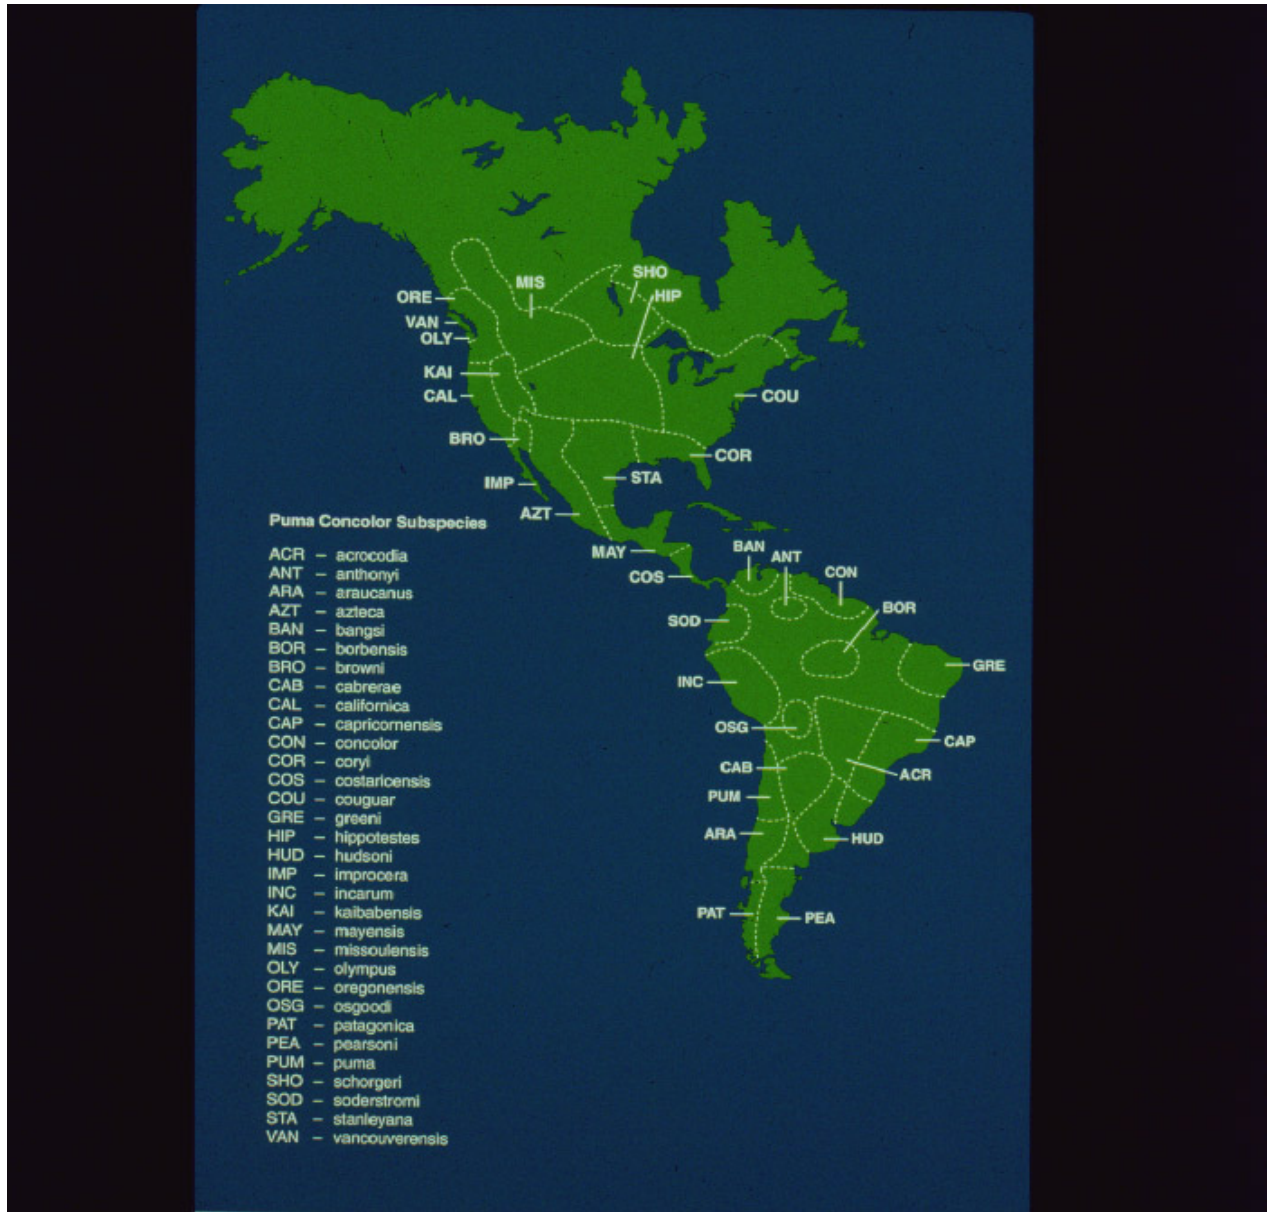 MIS
SHO
ORE
HIP
VAN
OLY
KAI
CAL
COU
BRO
COR
STA
IMP
AZT
MAY
BAN
ANT
COS
CON
BOR
SOD
GRE
INC
OSG
CAP
CAB
ACR
PUM
ARA
HUD
PAT
PEA
Puma Concolor Subspecies
ACR – acrocodia
ANT – anthonyi
ARA – araucanus
AZT – azteca
BAN – bangsi
BOR – borbensis
BRO – browni
CAB – cabrerae
CAL – californica
CAP – capricornensis
CON – concolor
COR – coryi
COS – costaricensis
COU – couguar
GRE – greeni
HIP – hippotestes
HUD – hudsoni
IMP – improcera
INC – incarum
KAI – kaibabensis
MAY – mayensis
MIS – missoulensis
OLY – olympus
ORE – oregonensis
OSG – osgoodi
PAT – patagonica
PEA – pearsoni
PUM – puma
SHO – schorgeri
SOD – soderstromi
STA – stanleyana
VAN – vancouverensis